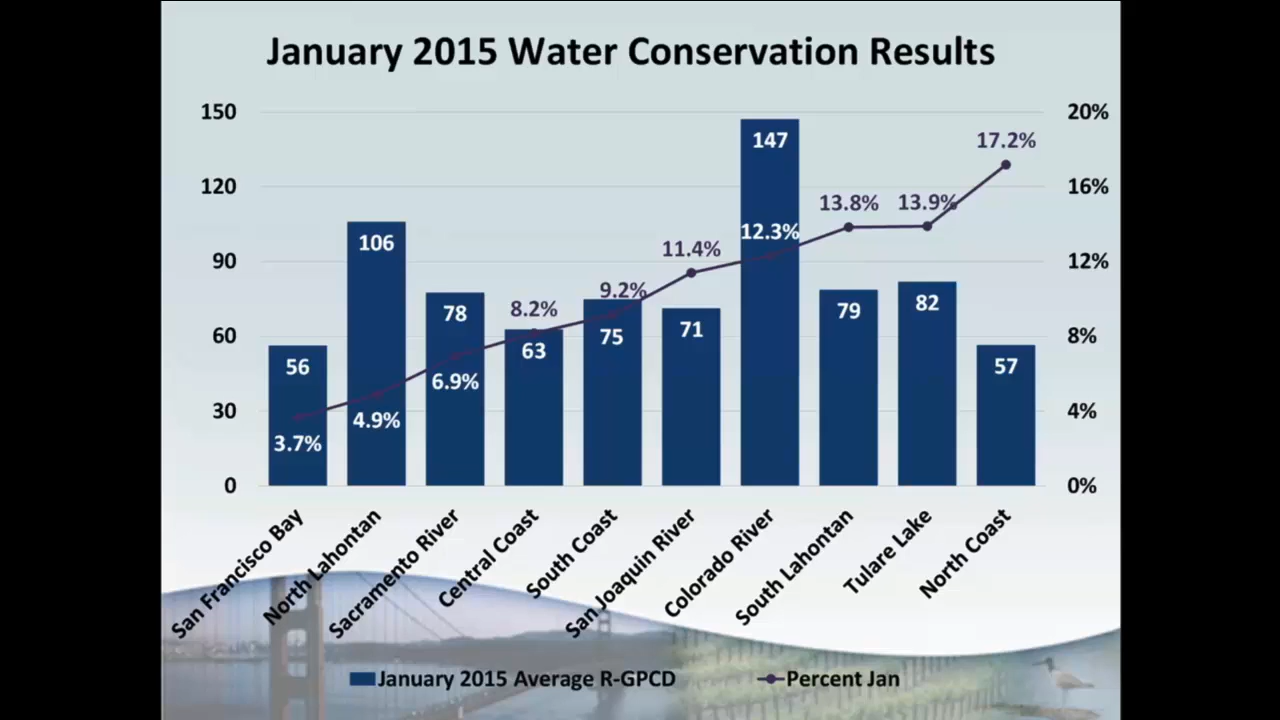 January 2015 Water Conservation Results
150
120
90
60
30
0
20%
16%
12%
8%
4%
0%
56
106
78
63
75
71
147
79
82
57
3.7%
4.9%
6.9%
8.2%
9.2%
11.4%
12.3%
13.8%
13.9%
17.2%
San Francisco Bay
North Lahontan
Sacramento River
Central Coast
South Coast
San Joaquin River
Colorado River
South Lahontan
Tulare Lake
North Coast
January 2015 Average R-GPCD
Percent Jan